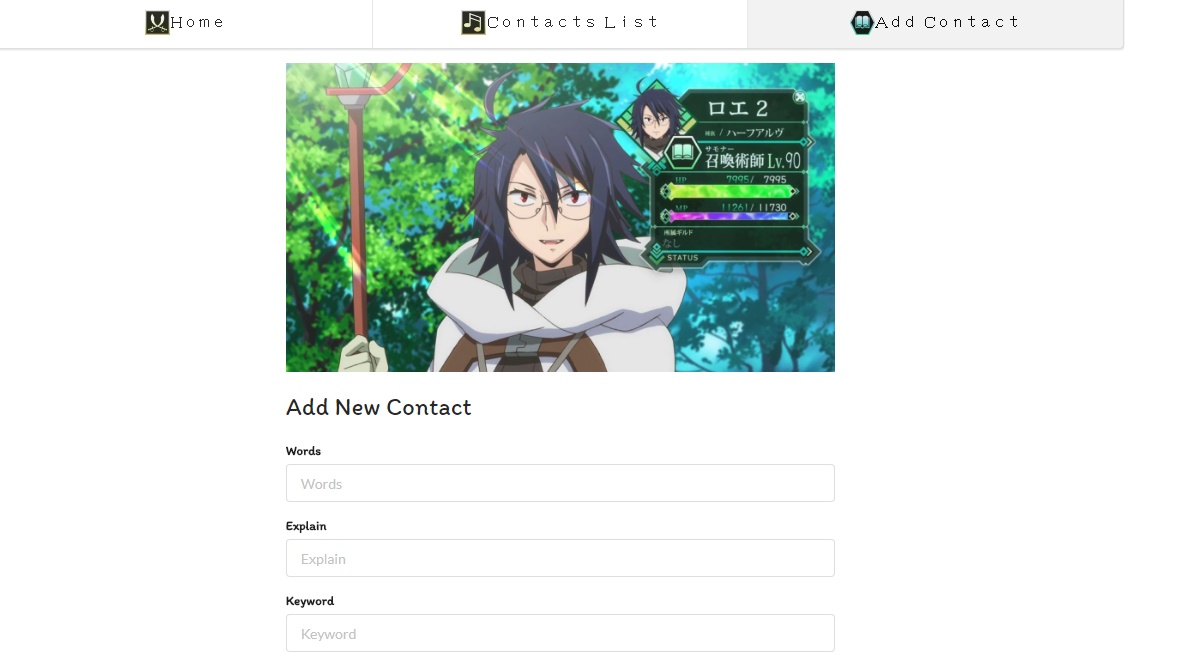 Home
Contacts List
Add Contact
ロエ2
種族 / ハーフアルヴ
サモナー
召喚術師 Lv.90
HP 7995/ 7995
MP 11261/ 11730
所属ギルド
なし
STATUS
Add New Contact
Words
Words
Explain
Explain
Keyword
Keyword